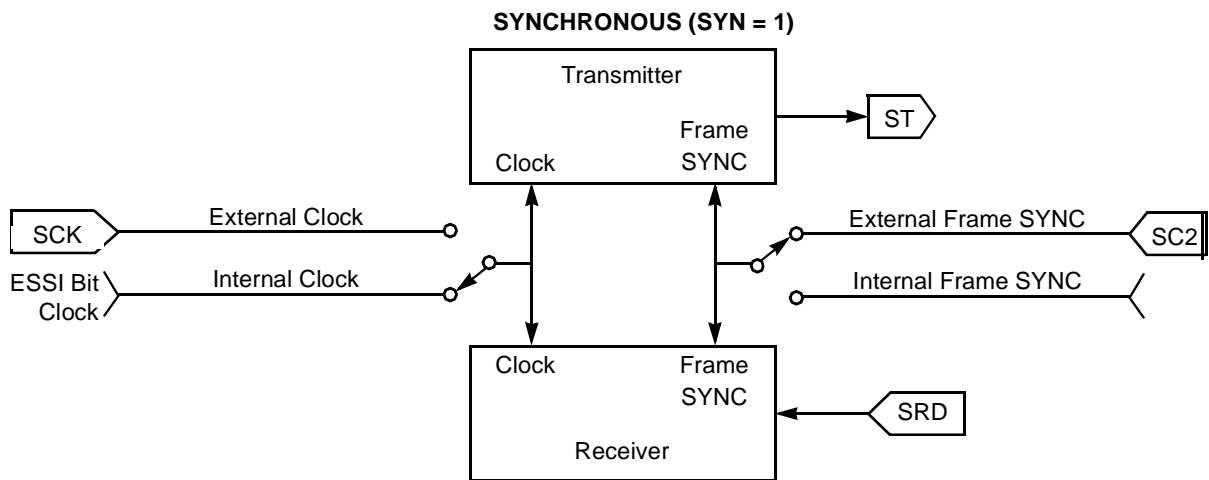 SYNCHRONOUS (SYN = 1)
Transmitter
Frame
SYNC
Clock
ST
SCK
External Clock
External Frame SYNC
SC2
ESSI Bit
Clock
Internal Clock
Internal Frame SYNC
Clock
Frame
SYNC
SRD
Receiver